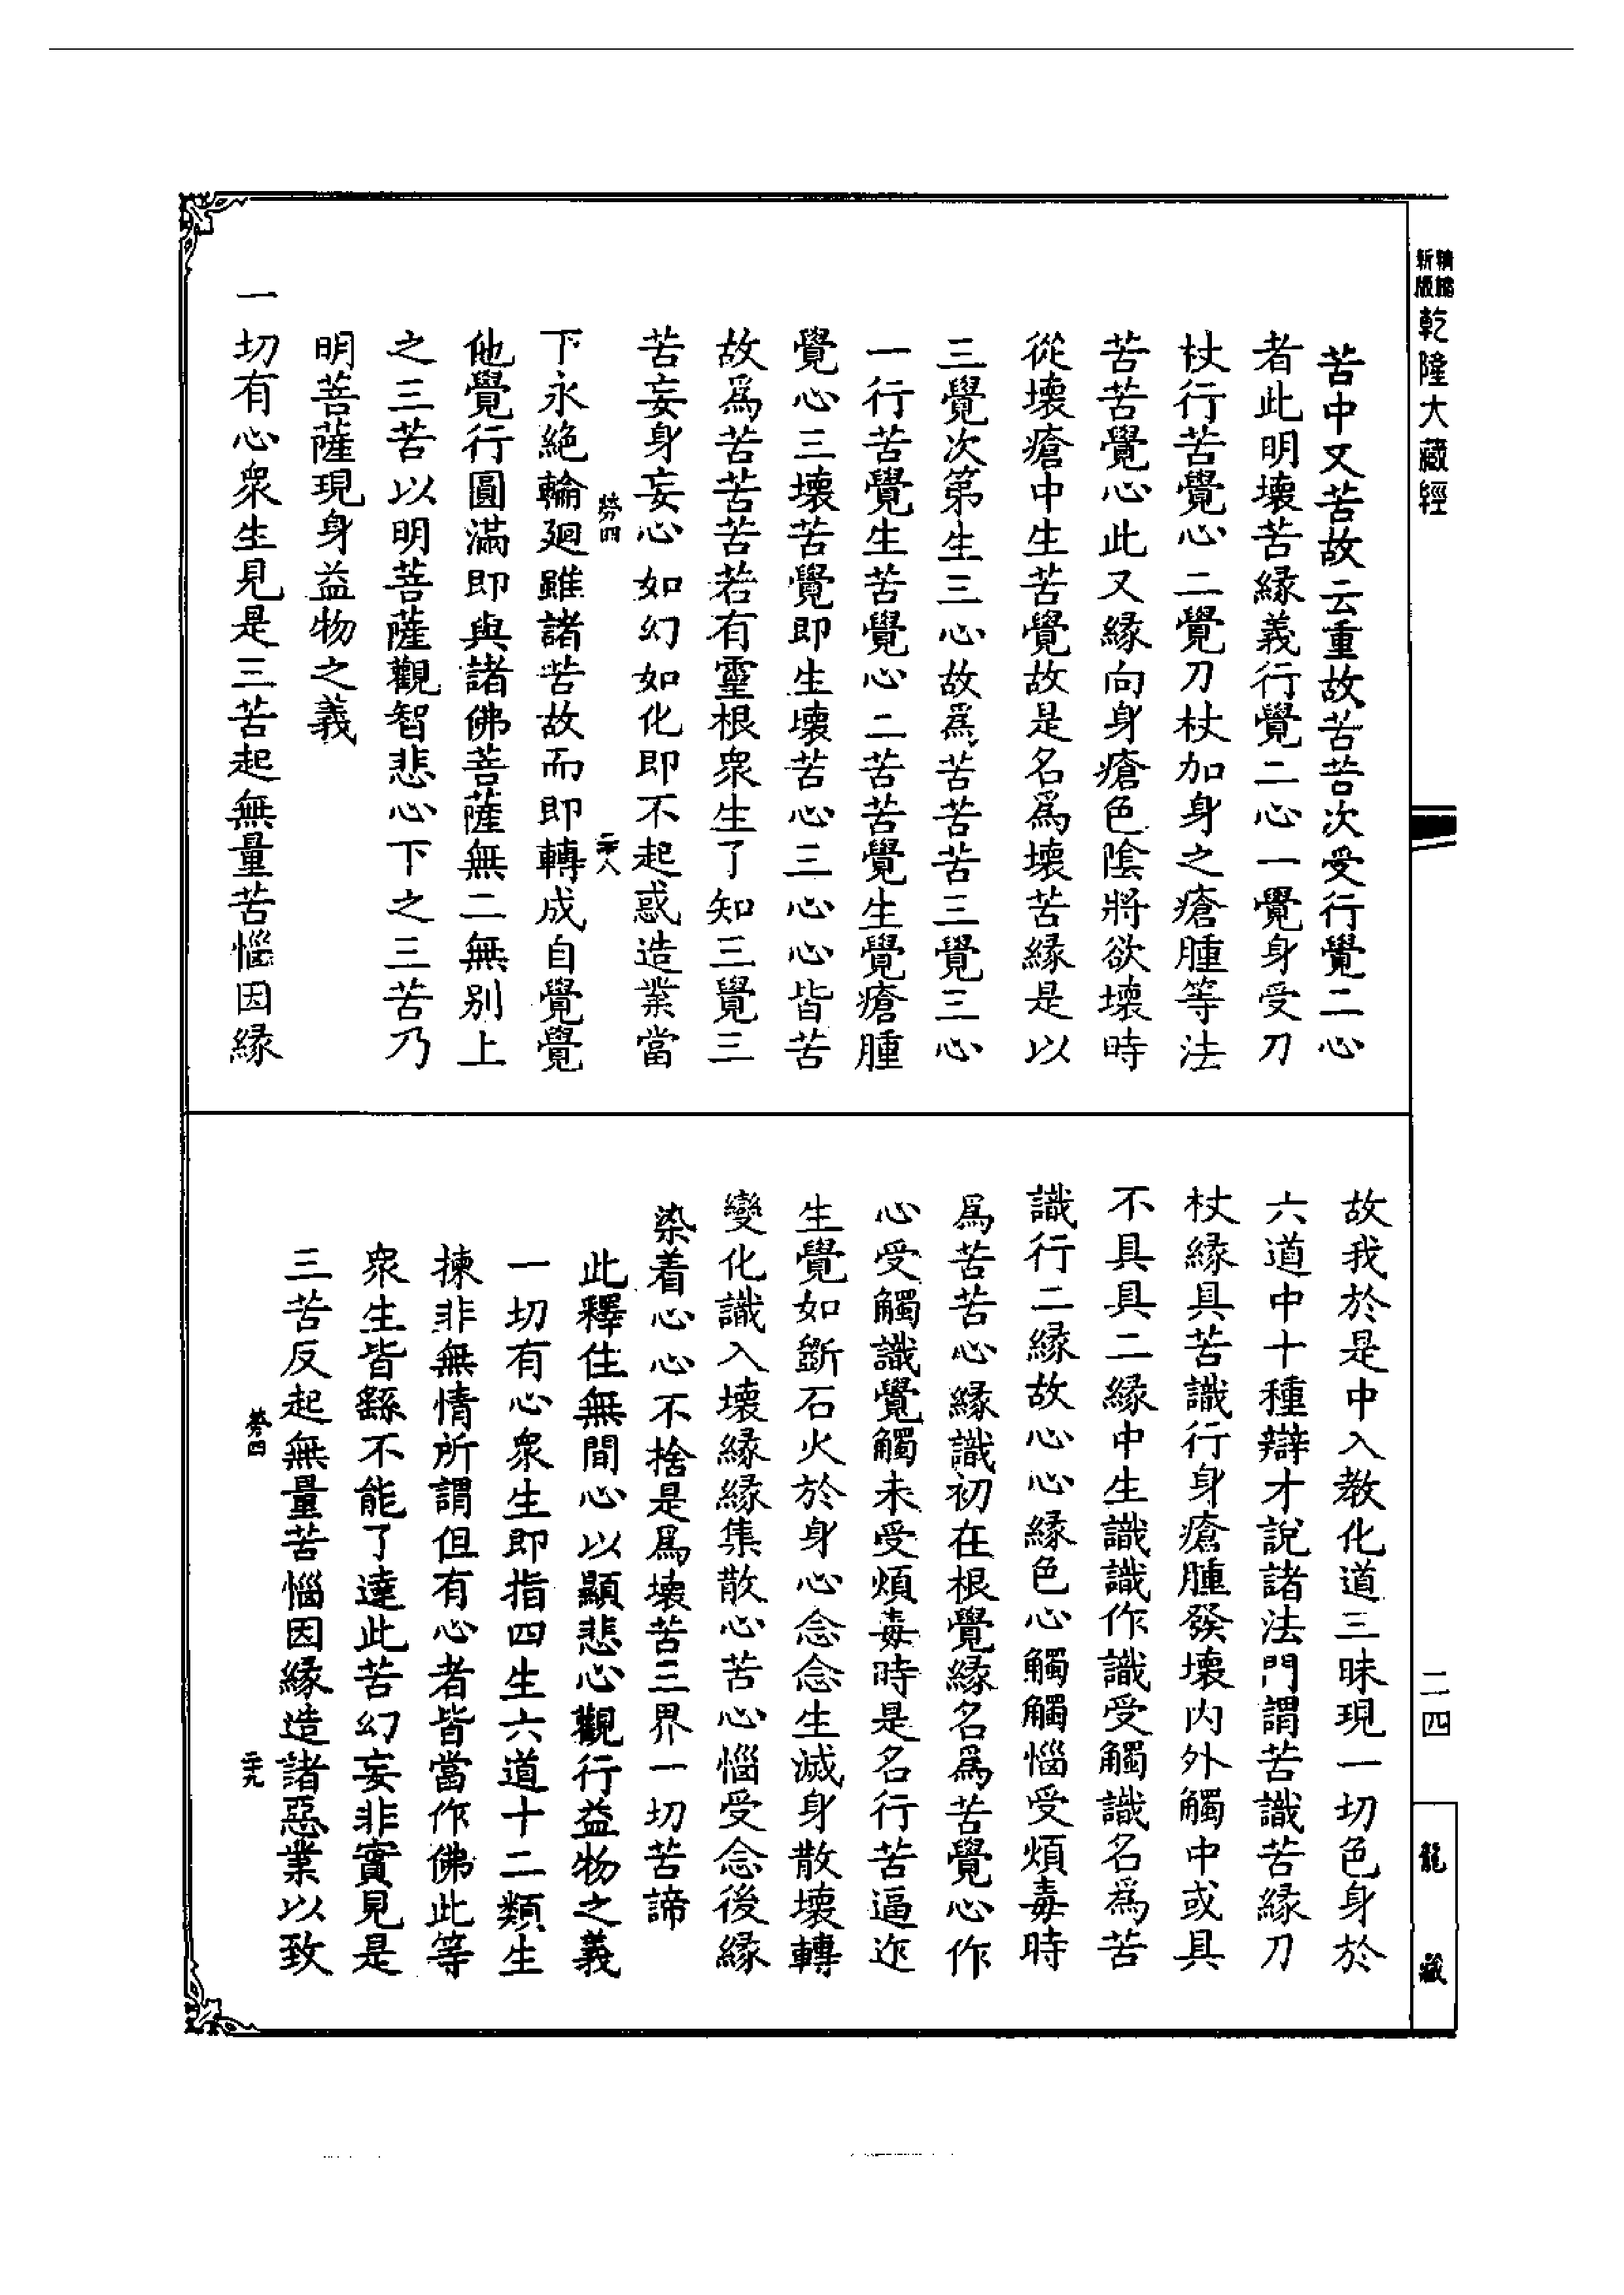 精縮新版乾隆大藏經
苦中又苦故云重故苦苦次受行覺二心
者此明壞苦緣義行覺二心一覺身受刀
杖行苦覺心二覺刀杖加身之瘡腫等法
苦苦覺心此又緣向身瘡色陰將欲壞時
從壞瘡中生苦覺故是名爲壞苦緣是以
三覺次第生三心故爲苦苦苦三覺三心
一行苦覺生苦覺心二苦苦覺生覺瘡腫
覺心三壞苦覺即生壞苦心三心心皆苦
故爲苦苦苦若有靈根衆生了知三覺三
苦妄身妄心如幻如化即不起惑造業當
勞四
二十八
下永絶輪廻雖諸苦故而即轉成自覺覺
他覺行圓滿即與諸佛菩薩無二無别上
之三苦以明菩薩觀智悲心下之三苦乃
明菩薩現身益物之義
一切有心衆生見是三苦起無量苦惱因緣
故我於是中入教化道三昧現一切色身於
六道中十種辯才說諸法門謂苦識苦緣刀
杖緣具苦識行身瘡腫發壞内外觸中或具
不具具二緣中生識識作識受觸識名爲苦
識行二緣故心心緣色心觸觸惱受煩毒時
爲苦苦心緣識初在根覺緣名爲苦覺心作
心受觸識覺觸未受煩毒時是名行苦逼迮
生覺如斲石火於身心念念生滅身散壞轉
變化識入壞緣緣集散心苦心惱受念後緣
染着心心不捨是爲壞苦三界一切苦諦
此釋住無間心以顯悲心觀行益物之義
一切有心衆生即指四生六道十二類生
揀非無情所謂但有心者皆當作佛此等
衆生皆繇不能了達此苦幻妄非實見是
三苦反起無量苦惱因緣造諸惡業以致
勞四
二十九
二四
龍藏